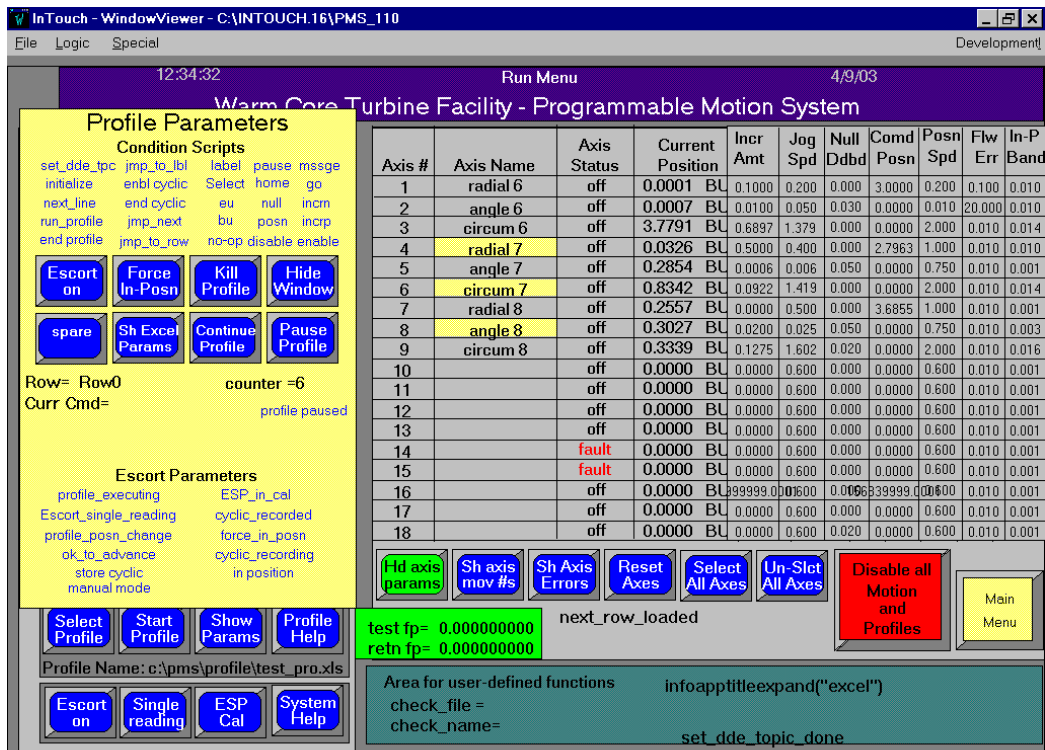 InTouch - WindowViewer - C:\INTOUCH.16\PMS_110
File Logic Special Development!
12:34:32 Run Menu 4/9/03
Warm Core Turbine Facility - Programmable Motion System
Profile Parameters
Condition Scripts
set_dde_tpc jmp_to_lbl label pause mssge
initialize enbl cyclic Select home go
next_line end cyclic eu null incrn
run_profile jmp_next bu posn incrp
end profile jmp_to_row no-op disable enable
Escort on
Force In-Posn
Kill Profile
Hide Window
spare
Sh Excel Params
Continue Profile
Pause Profile
Row= Row0 counter =6
Curr Cmd=
profile paused
Escort Parameters
profile_executing ESP_in_cal
Escort_single_reading cyclic_recorded
profile_posn_change force_in_posn
ok_to_advance cyclic_recording
store cyclic in position
manual mode
Select Profile
Start Profile
Show Params
Profile Help
Profile Name: c:\pms\profile\test_pro.xls
Escort on
Single reading
ESP Cal
System Help
Axis # Axis Name Axis Status Current Position Incr Amt Jog Spd Null Ddbd Comd Posn Posn Spd Flw Err In-P Band
1 radial 6 off 0.0001 BU 0.1000 0.200 0.000 3.0000 0.200 0.100 0.010
2 angle 6 off 0.0007 BU 0.0100 0.050 0.030 0.0000 0.010 20.000 0.010
3 circum 6 off 3.7791 BU 0.6897 1.379 0.000 0.0000 2.000 0.010 0.014
4 radial 7 off 0.0326 BU 0.5000 0.400 0.000 2.7963 1.000 0.010 0.010
5 angle 7 off 0.2854 BU 0.0006 0.006 0.050 0.0000 0.750 0.010 0.001
6 circum 7 off 0.8342 BU 0.0922 1.419 0.000 0.0000 2.000 0.010 0.014
7 radial 8 off 0.2557 BU 0.0000 0.500 0.000 3.6855 1.000 0.010 0.001
8 angle 8 off 0.3027 BU 0.0200 0.025 0.050 0.0000 0.750 0.010 0.003
9 circum 8 off 0.3339 BU 0.1275 1.602 0.020 0.0000 2.000 0.010 0.016
10 off 0.0000 BU 0.0000 0.600 0.000 0.0000 0.600 0.010 0.001
11 off 0.0000 BU 0.0000 0.600 0.000 0.0000 0.600 0.010 0.001
12 off 0.0000 BU 0.0000 0.600 0.000 0.0000 0.600 0.010 0.001
13 off 0.0000 BU 0.0000 0.600 0.000 0.0000 0.600 0.010 0.001
14 fault 0.0000 BU 0.0000 0.600 0.000 0.0000 0.600 0.010 0.001
15 fault 0.0000 BU 0.0000 0.600 0.000 0.0000 0.600 0.010 0.001
16 off 0.0000 BU 0.010 0.001
17 off 0.0000 BU 0.0000 0.600 0.000 0.0000 0.600 0.010 0.001
18 off 0.0000 BU 0.0000 0.600 0.020 0.0000 0.600 0.010 0.001
Hd axis params
Sh axis mov #s
Sh Axis Errors
Reset Axes
Select All Axes
Un-Slct All Axes
Disable all Motion and Profiles
Main Menu
test fp= 0.000000000
retn fp= 0.000000000
next_row_loaded
Area for user-defined functions infoapptitleexpand("excel")
check_file =
check_name=
set_dde_topic_done